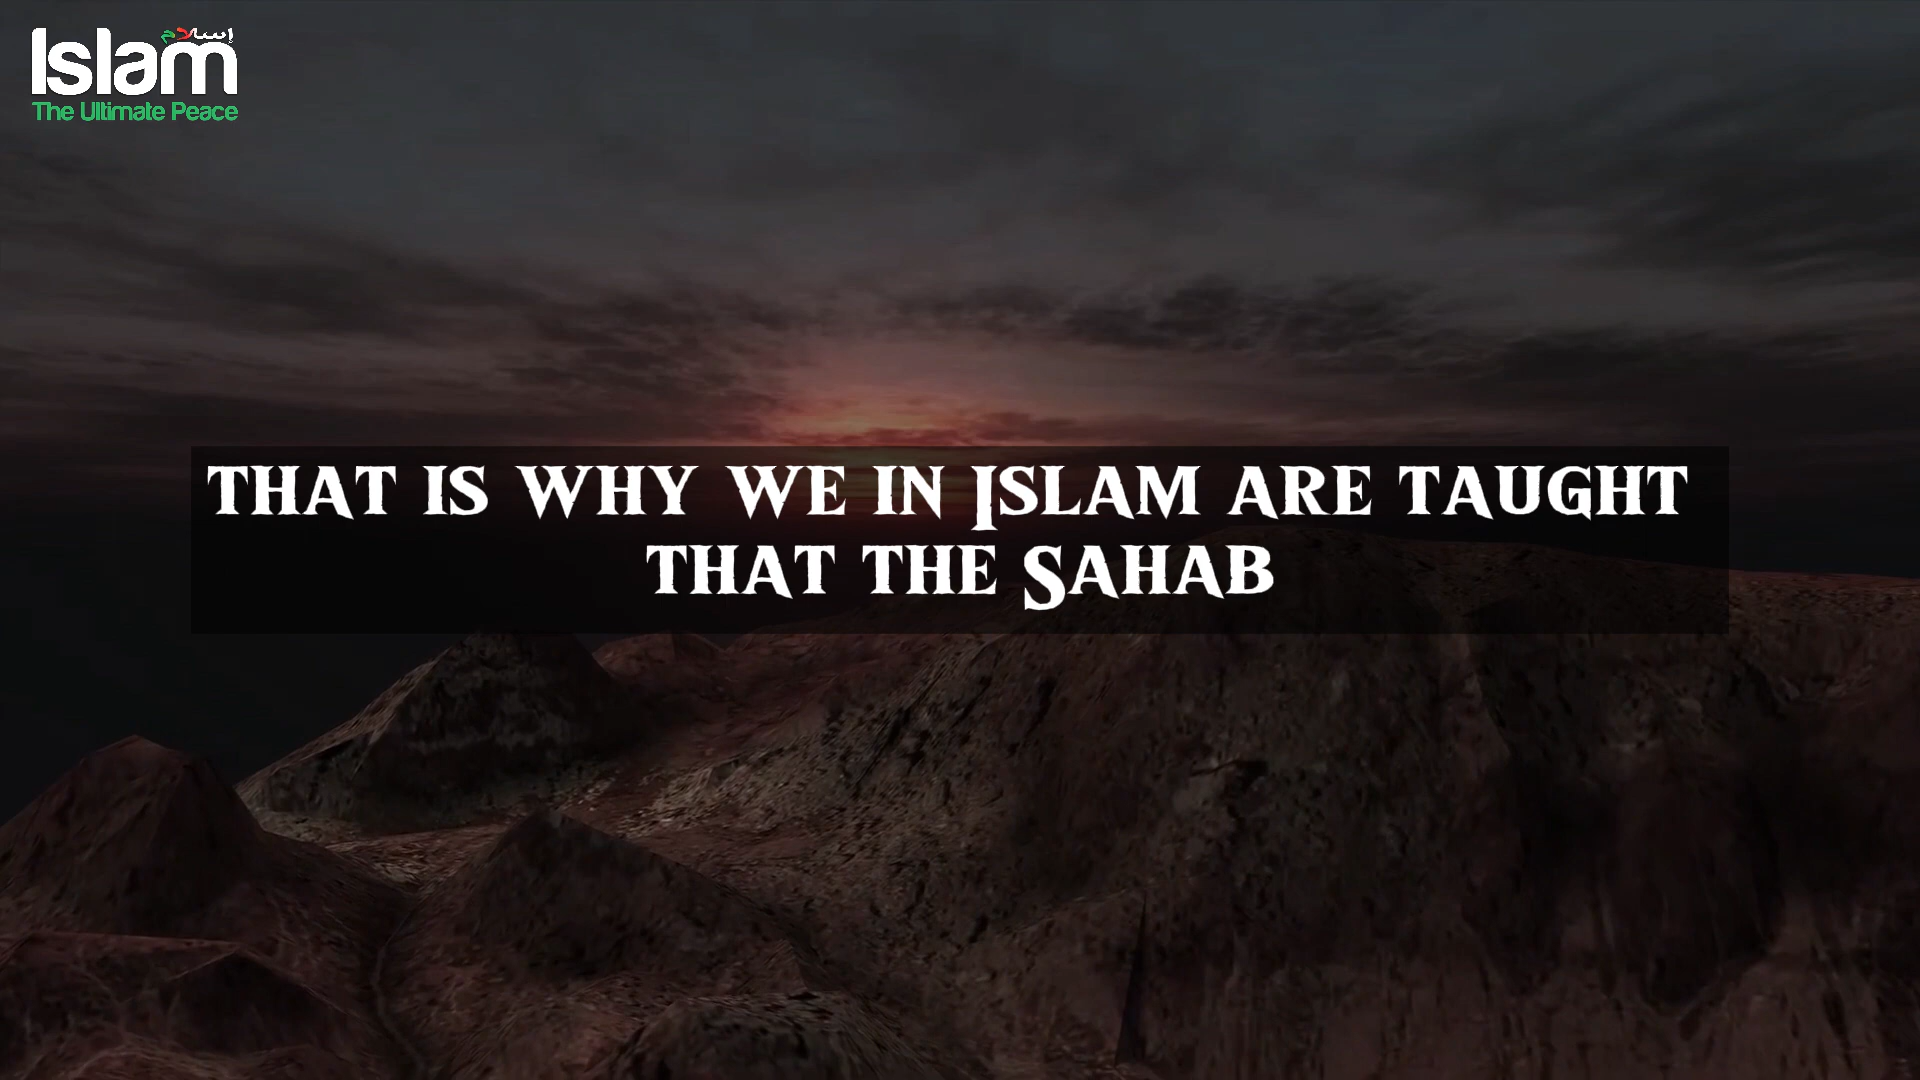 إسلام
Islam
The Ultimate Peace
that is why we in Islam are taught
that the Sahab